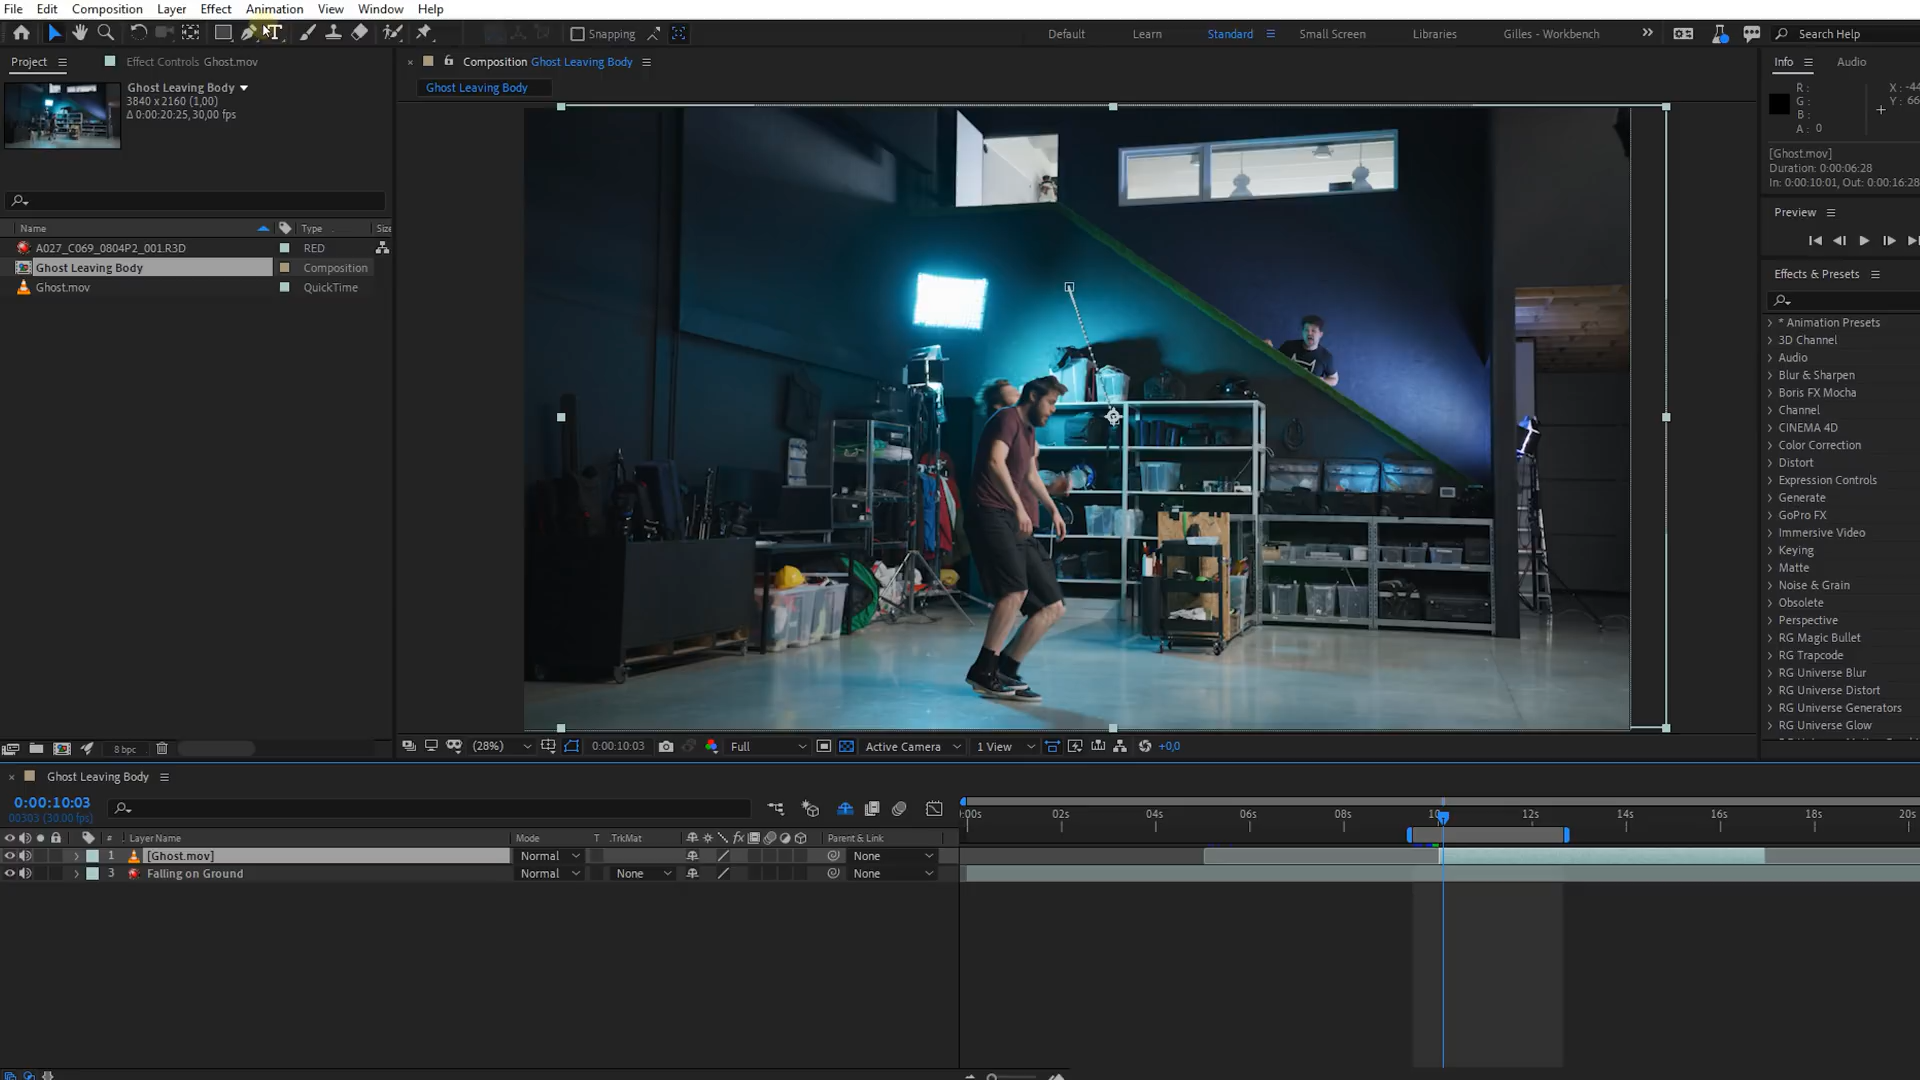 File Edit Composition Layer Effect Animation View Window Help
Snapping
Default Learn Standard Small Screen Libraries Gilles - Workbench Search Help
Project Effect Controls Ghost.mov
Composition Ghost Leaving Body
Info Audio
Ghost Leaving Body
3840 x 2160 (1,00)
Δ 0:00:20:25, 30,00 fps
Ghost Leaving Body
R :
G :
B :
A : 0
X : -44
Y : 66
[Ghost.mov]
Duration: 0:00:06:28
In: 0:00:10:01, Out: 0:00:16:28
Preview
Name Type Size
A027_C069_0804P2_001.R3D RED
Ghost Leaving Body Composition
Ghost.mov QuickTime
Effects & Presets
* Animation Presets
3D Channel
Audio
Blur & Sharpen
Boris FX Mocha
Channel
CINEMA 4D
Color Correction
Distort
Expression Controls
Generate
GoPro FX
Immersive Video
Keying
Matte
Noise & Grain
Obsolete
Perspective
RG Magic Bullet
RG Trapcode
RG Universe Blur
RG Universe Distort
RG Universe Generators
RG Universe Glow
8 bpc
(28%) 0:00:10:03 Full Active Camera 1 View +0,0
Ghost Leaving Body
0:00:10:03
00303 (30.00 fps)
:00s 02s 04s 06s 08s 10s 12s 14s 16s 18s 20s
# Layer Name Mode T .TrkMat fx Parent & Link
1 [Ghost.mov] Normal None
3 Falling on Ground Normal None None